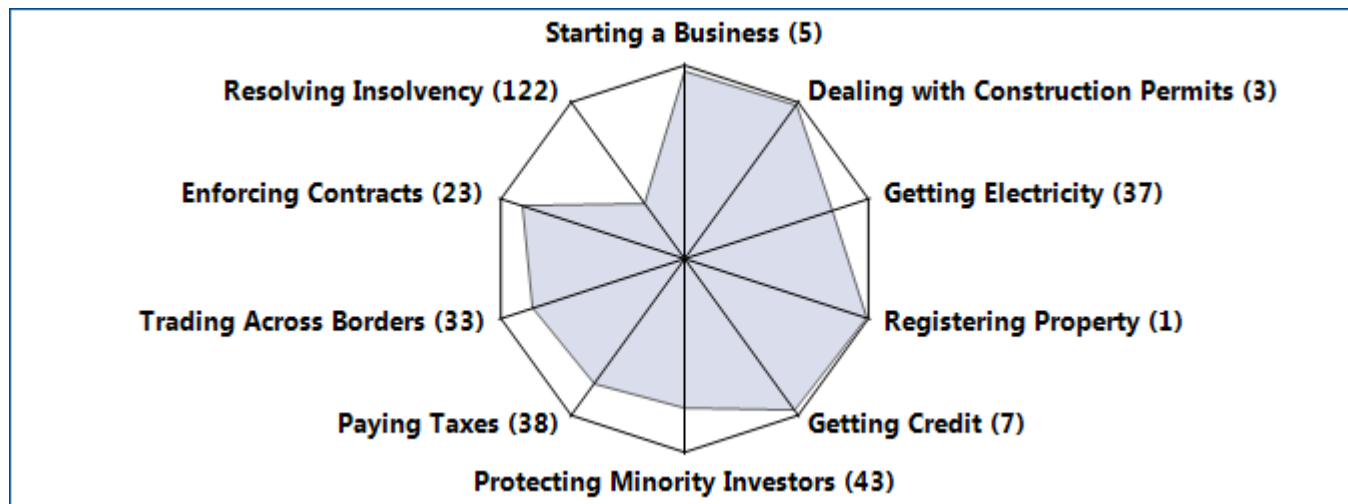 Starting a Business (5)
Resolving Insolvency (122)
Dealing with Construction Permits (3)
Enforcing Contracts (23)
Getting Electricity (37)
Trading Across Borders (33)
Registering Property (1)
Paying Taxes (38)
Getting Credit (7)
Protecting Minority Investors (43)